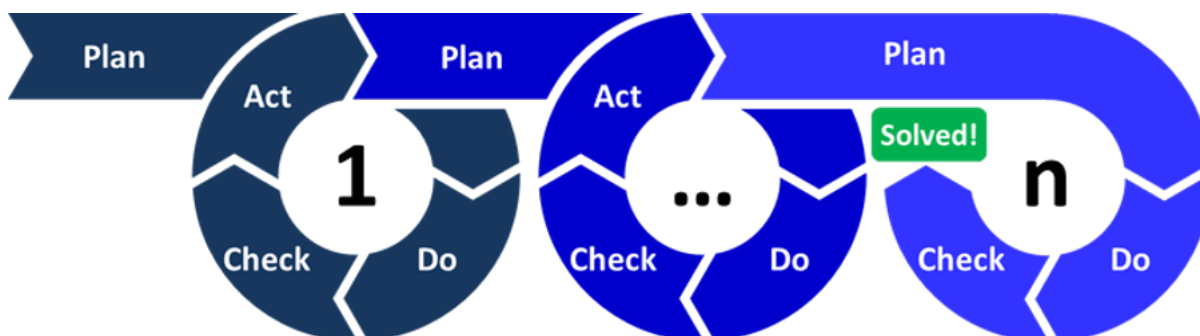 Plan
Plan
Plan
Act
Act
Solved!
1
...
n
Check
Do
Check
Do
Check
Do